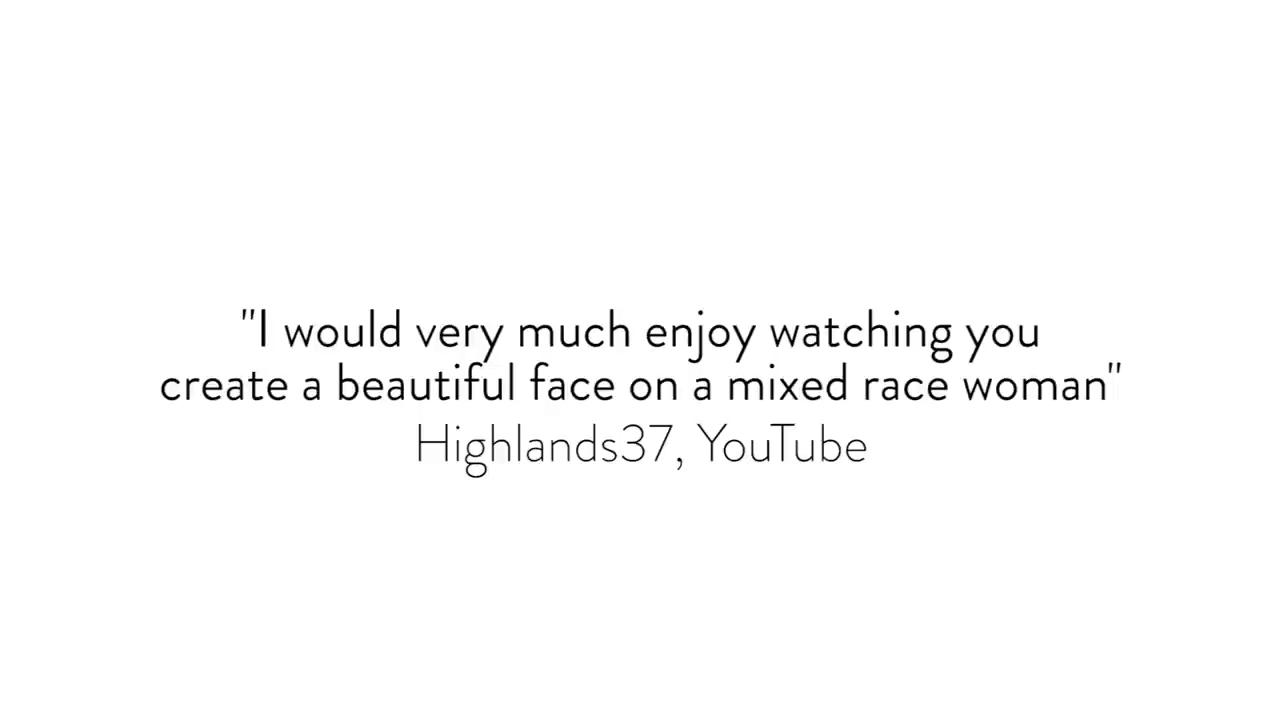 "I would very much enjoy watching you
create a beautiful face on a mixed race woman"
Highlands37, YouTube